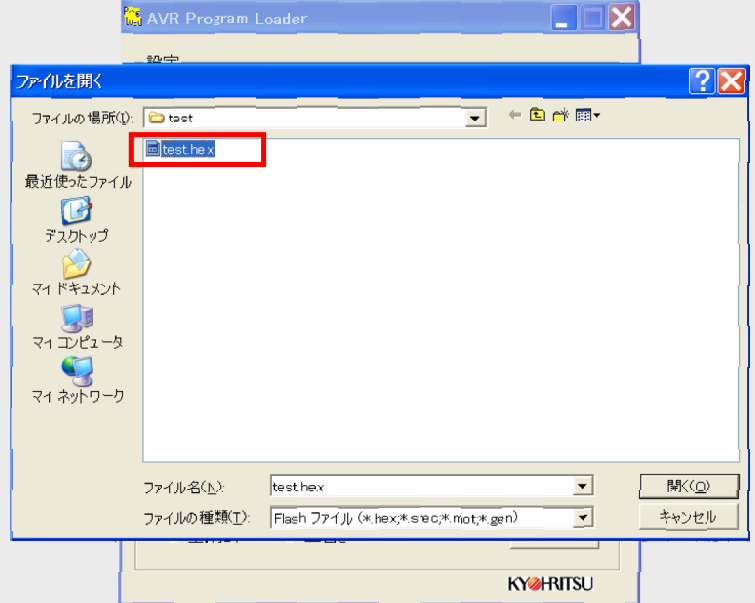 AVR Program Loader
設定
ファイルを開く
ファイルの場所(I):
test
最近使ったファイル
デスクトップ
マイ ドキュメント
マイ コンピュータ
マイ ネットワーク
test.hex
ファイル名(N):
test.hex
開く(O)
ファイルの種類(T):
Flash ファイル (*.hex;*.srec;*.mot;*.gen)
キャンセル
KYOHRITSU